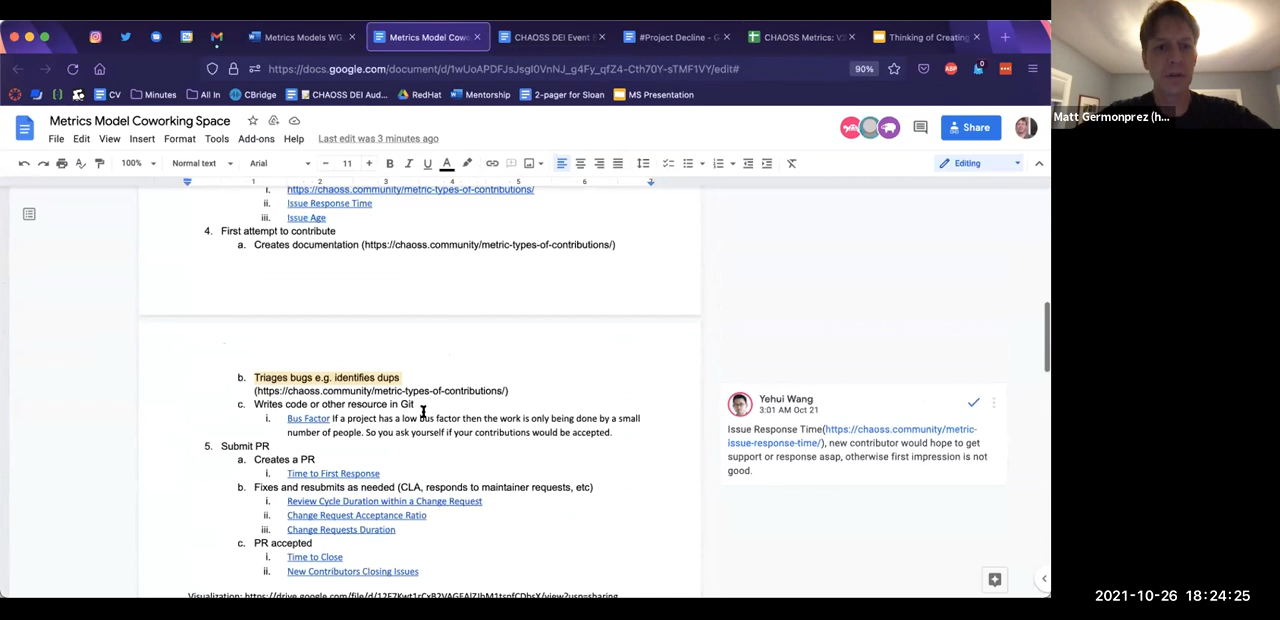 Metrics Models WG
Metrics Model Cow
CHAOSS DEI Event
#Project Decline - G
CHAOSS Metrics: V
Thinking of Creating
https://docs.google.com/document/d/1wUoAPDFJsJsgI0VnNJ_g4Fy_qfZ4-Cth70Y-sTMF1VY/edit#
90%
CV
Minutes
All In
CBridge
CHAOSS DEI Aud...
RedHat
Mentorship
2-pager for Sloan
MS Presentation
Matt Germonprez (h...
Metrics Model Coworking Space
File Edit View Insert Format Tools Add-ons Help Last edit was 3 minutes ago
Share
100% Normal text Arial 11 Editing
1 2 3 4 5 6
i. https://chaoss.community/metric-types-of-contributions/
ii. Issue Response Time
iii. Issue Age
4. First attempt to contribute
a. Creates documentation (https://chaoss.community/metric-types-of-contributions/)
b. Triages bugs e.g. identifies dups
(https://chaoss.community/metric-types-of-contributions/)
c. Writes code or other resource in Git
i. Bus Factor If a project has a low bus factor then the work is only being done by a small
number of people. So you ask yourself if your contributions would be accepted.
5. Submit PR
a. Creates a PR
i. Time to First Response
b. Fixes and resubmits as needed (CLA, responds to maintainer requests, etc)
i. Review Cycle Duration within a Change Request
ii. Change Request Acceptance Ratio
iii. Change Requests Duration
c. PR accepted
i. Time to Close
ii. New Contributors Closing Issues
Yehui Wang
3:01 AM Oct 21
Issue Response Time(https://chaoss.community/metric-
issue-response-time/), new contributor would hope to get
support or response asap, otherwise first impression is not
good.
2021-10-26 18:24:25